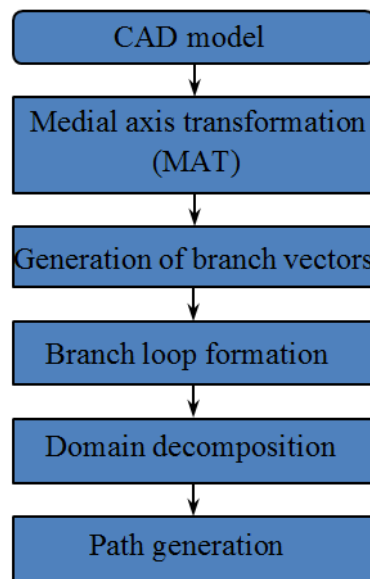 CAD model
Medial axis transformation
(MAT)
Generation of branch vectors
Branch loop formation
Domain decomposition
Path generation